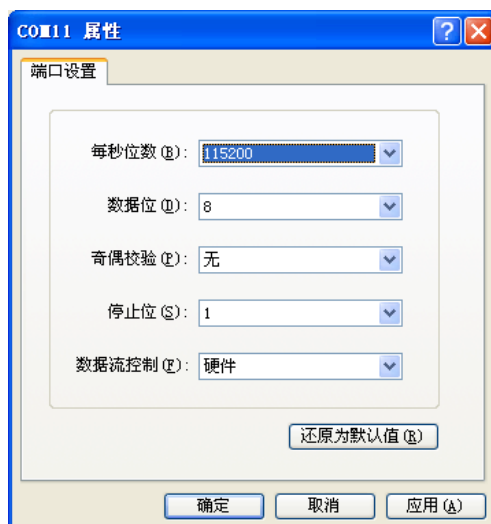 COM11 属性
端口设置
每秒位数(B): 115200
数据位(D): 8
奇偶校验(P): 无
停止位(S): 1
数据流控制(F): 硬件
还原为默认值(R)
确定 取消 应用(A)